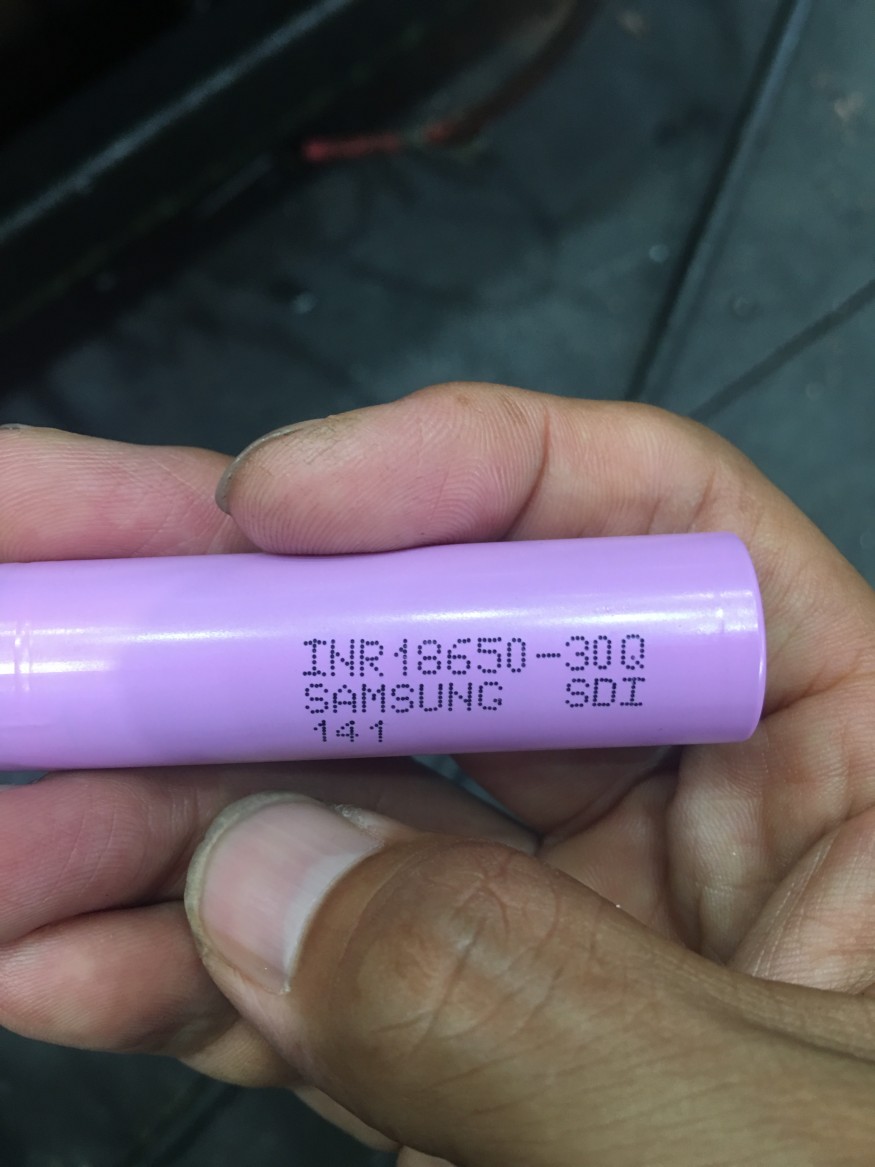 INR18650-30Q
SAMSUNG SDI
141